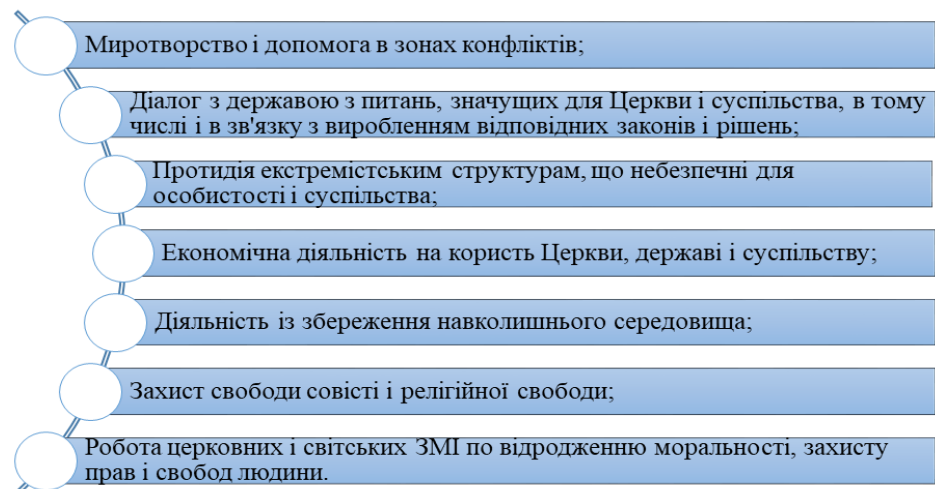 Миротворство і допомога в зонах конфліктів;
Діалог з державою з питань, значущих для Церкви і суспільства, в тому
числі і в зв'язку з виробленням відповідних законів і рішень;
Протидія екстремістським структурам, що небезпечні для
особистості і суспільства;
Економічна діяльність на користь Церкви, державі і суспільству;
Діяльність із збереження навколишнього середовища;
Захист свободи совісті і релігійної свободи;
Робота церковних і світських ЗМІ по відродженню моральності, захисту
прав і свобод людини.